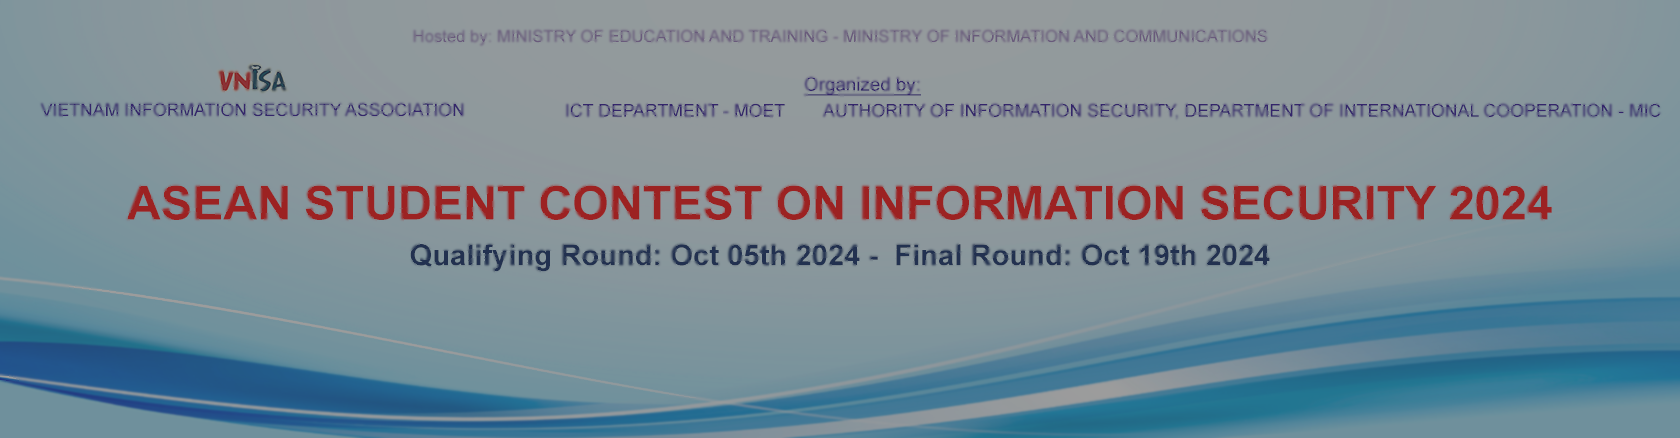 Hosted by: MINISTRY OF EDUCATION AND TRAINING - MINISTRY OF INFORMATION AND COMMUNICATIONS
VNISA
Organized by:
VIETNAM INFORMATION SECURITY ASSOCIATION ICT DEPARTMENT - MOET AUTHORITY OF INFORMATION SECURITY, DEPARTMENT OF INTERNATIONAL COOPERATION - MIC
ASEAN STUDENT CONTEST ON INFORMATION SECURITY 2024
Qualifying Round: Oct 05th 2024 - Final Round: Oct 19th 2024